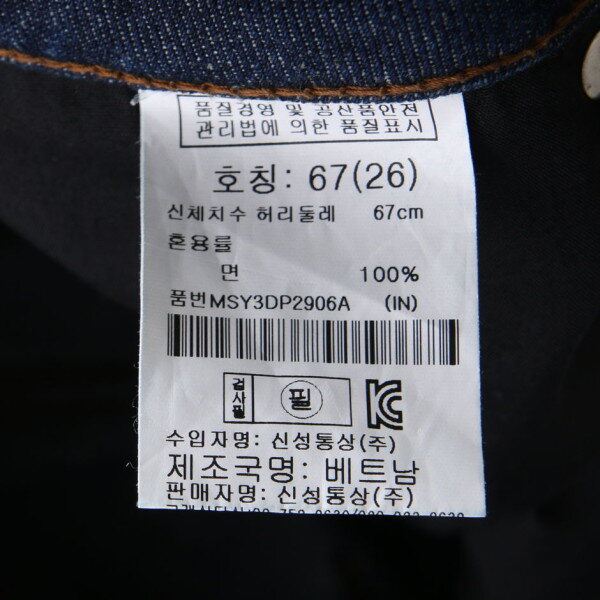 품질경영 및 공산품안전
관리법에 의한 품질표시
호칭: 67(26)
신체치수 허리둘레 67cm
혼용률
면 100%
품번MSY3DP2906A (IN)
검사필 필
수입자명: 신성통상(주)
제조국명: 베트남
판매자명: 신성통상(주)